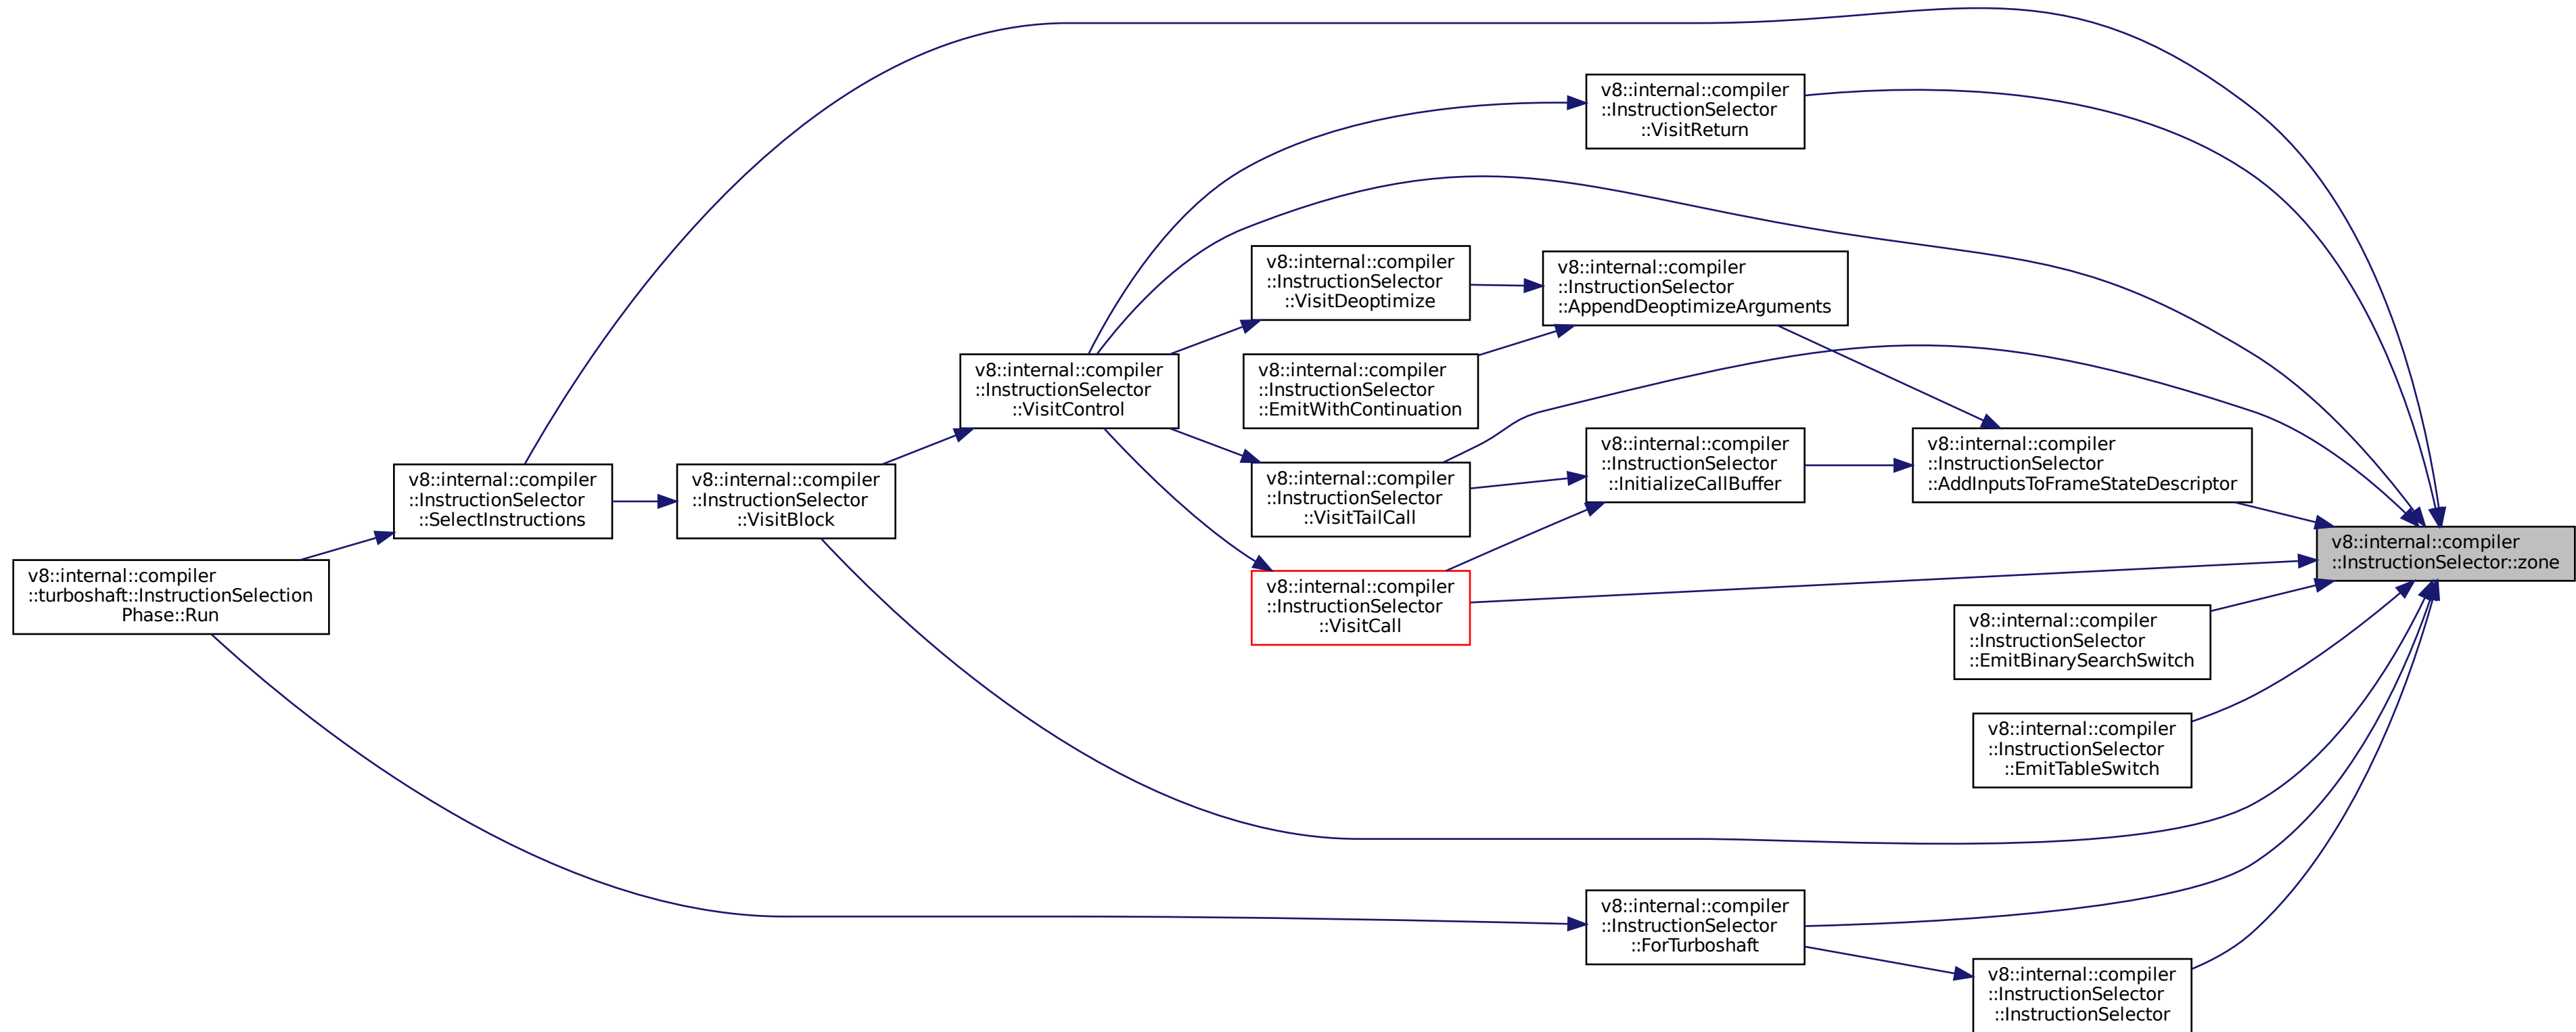 v8::internal::compiler
::InstructionSelector
::VisitReturn
v8::internal::compiler
::InstructionSelector
::VisitDeoptimize
v8::internal::compiler
::InstructionSelector
::AppendDeoptimizeArguments
v8::internal::compiler
::InstructionSelector
::VisitControl
v8::internal::compiler
::InstructionSelector
::EmitWithContinuation
v8::internal::compiler
::InstructionSelector
::SelectInstructions
v8::internal::compiler
::InstructionSelector
::VisitBlock
v8::internal::compiler
::InstructionSelector
::VisitTailCall
v8::internal::compiler
::InstructionSelector
::InitializeCallBuffer
v8::internal::compiler
::InstructionSelector
::AddInputsToFrameStateDescriptor
v8::internal::compiler
::InstructionSelector::zone
v8::internal::compiler
::turboshaft::InstructionSelection
Phase::Run
v8::internal::compiler
::InstructionSelector
::VisitCall
v8::internal::compiler
::InstructionSelector
::EmitBinarySearchSwitch
v8::internal::compiler
::InstructionSelector
::EmitTableSwitch
v8::internal::compiler
::InstructionSelector
::ForTurboshaft
v8::internal::compiler
::InstructionSelector
::InstructionSelector